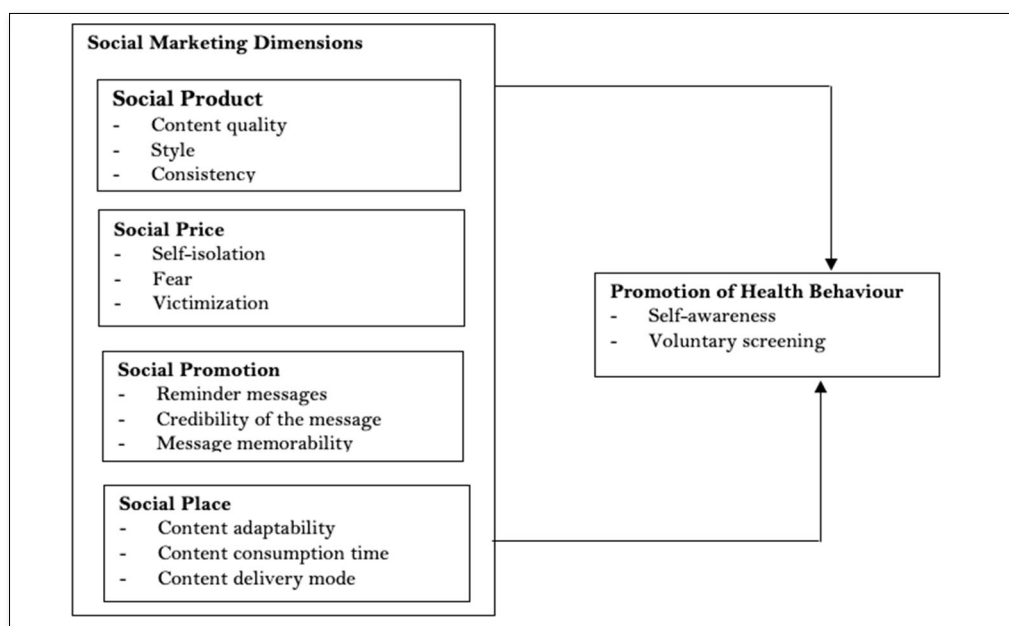 Social Marketing Dimensions
Social Product
- Content quality
- Style
- Consistency
Social Price
- Self-isolation
- Fear
- Victimization
Social Promotion
- Reminder messages
- Credibility of the message
- Message memorability
Social Place
- Content adaptability
- Content consumption time
- Content delivery mode
Promotion of Health Behaviour
- Self-awareness
- Voluntary screening